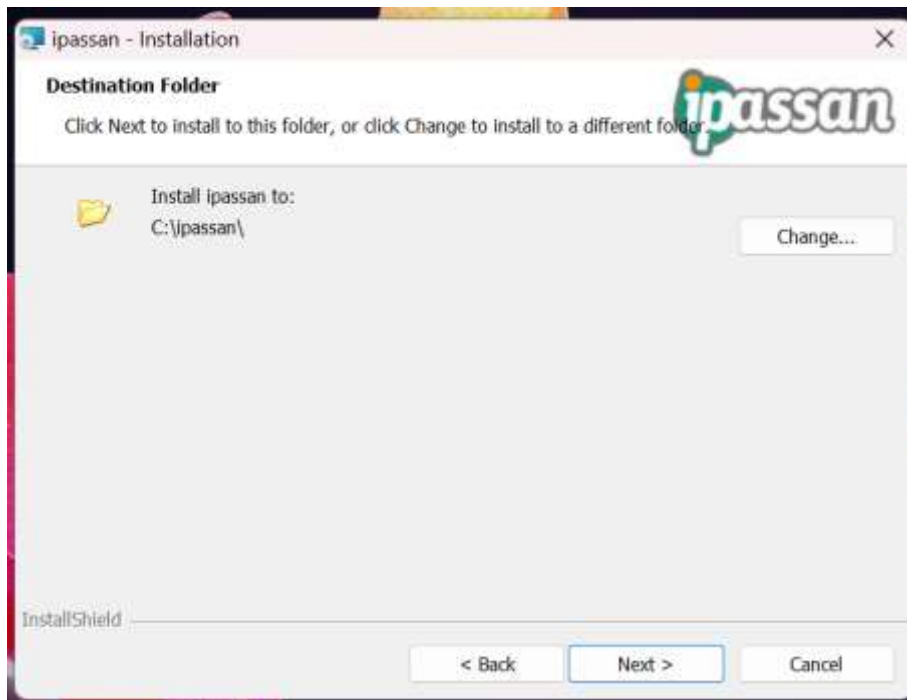 ipassan - Installation
Destination Folder
Click Next to install to this folder, or click Change to install to a different folder.
ipassan
Install ipassan to:
C:\ipassan\
Change...
InstallShield
< Back
Next >
Cancel